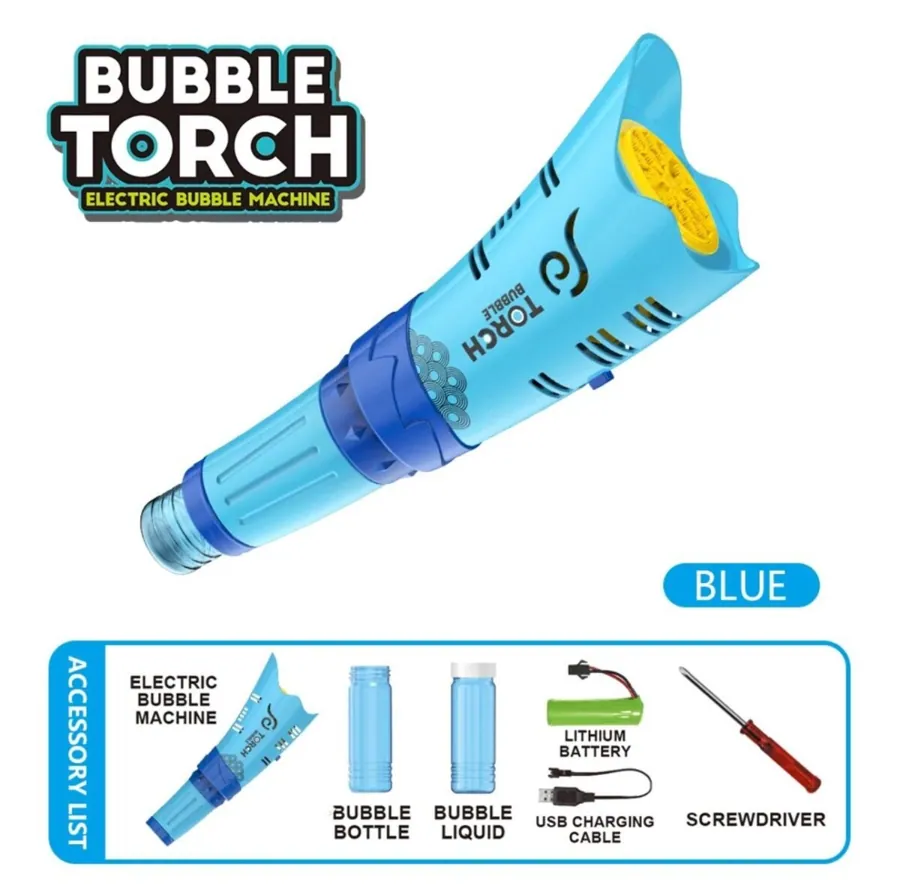 BUBBLE
TORCH
ELECTRIC BUBBLE MACHINE
TORCH
BUBBLE
BLUE
ACCESSORY LIST
ELECTRIC
BUBBLE
MACHINE
TORCH
BUBBLE
BOTTLE
BUBBLE
LIQUID
LITHIUM
BATTERY
USB CHARGING
CABLE
SCREWDRIVER